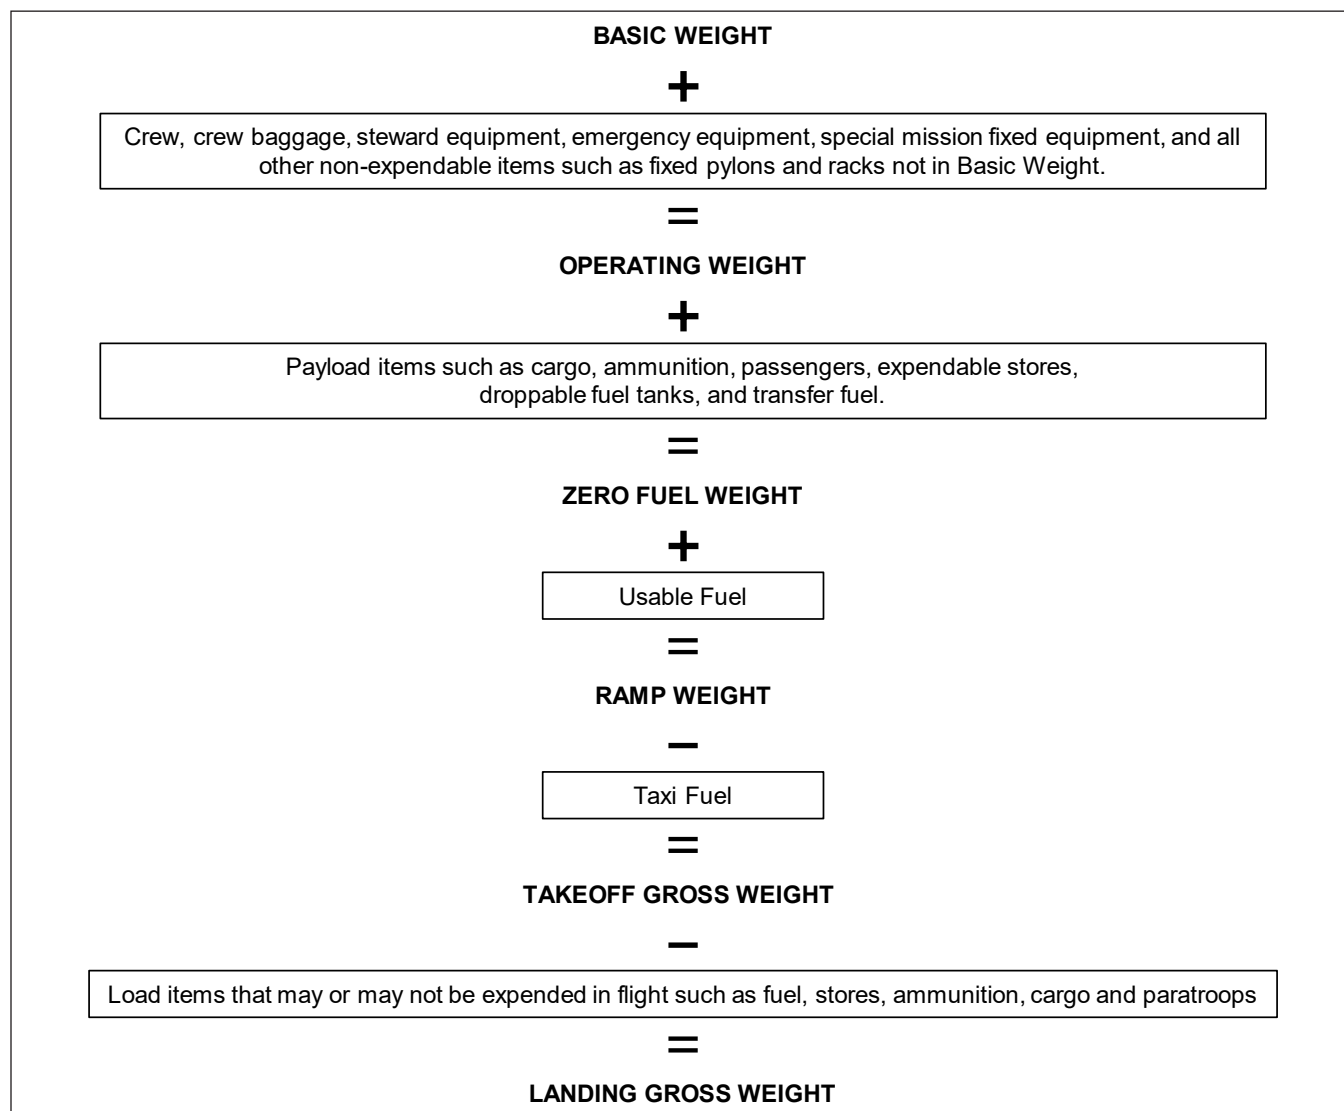 BASIC WEIGHT
+
Crew, crew baggage, steward equipment, emergency equipment, special mission fixed equipment, and all
other non-expendable items such as fixed pylons and racks not in Basic Weight.
=
OPERATING WEIGHT
+
Payload items such as cargo, ammunition, passengers, expendable stores,
droppable fuel tanks, and transfer fuel.
=
ZERO FUEL WEIGHT
+
Usable Fuel
=
RAMP WEIGHT
–
Taxi Fuel
=
TAKEOFF GROSS WEIGHT
–
Load items that may or may not be expended in flight such as fuel, stores, ammunition, cargo and paratroops
=
LANDING GROSS WEIGHT